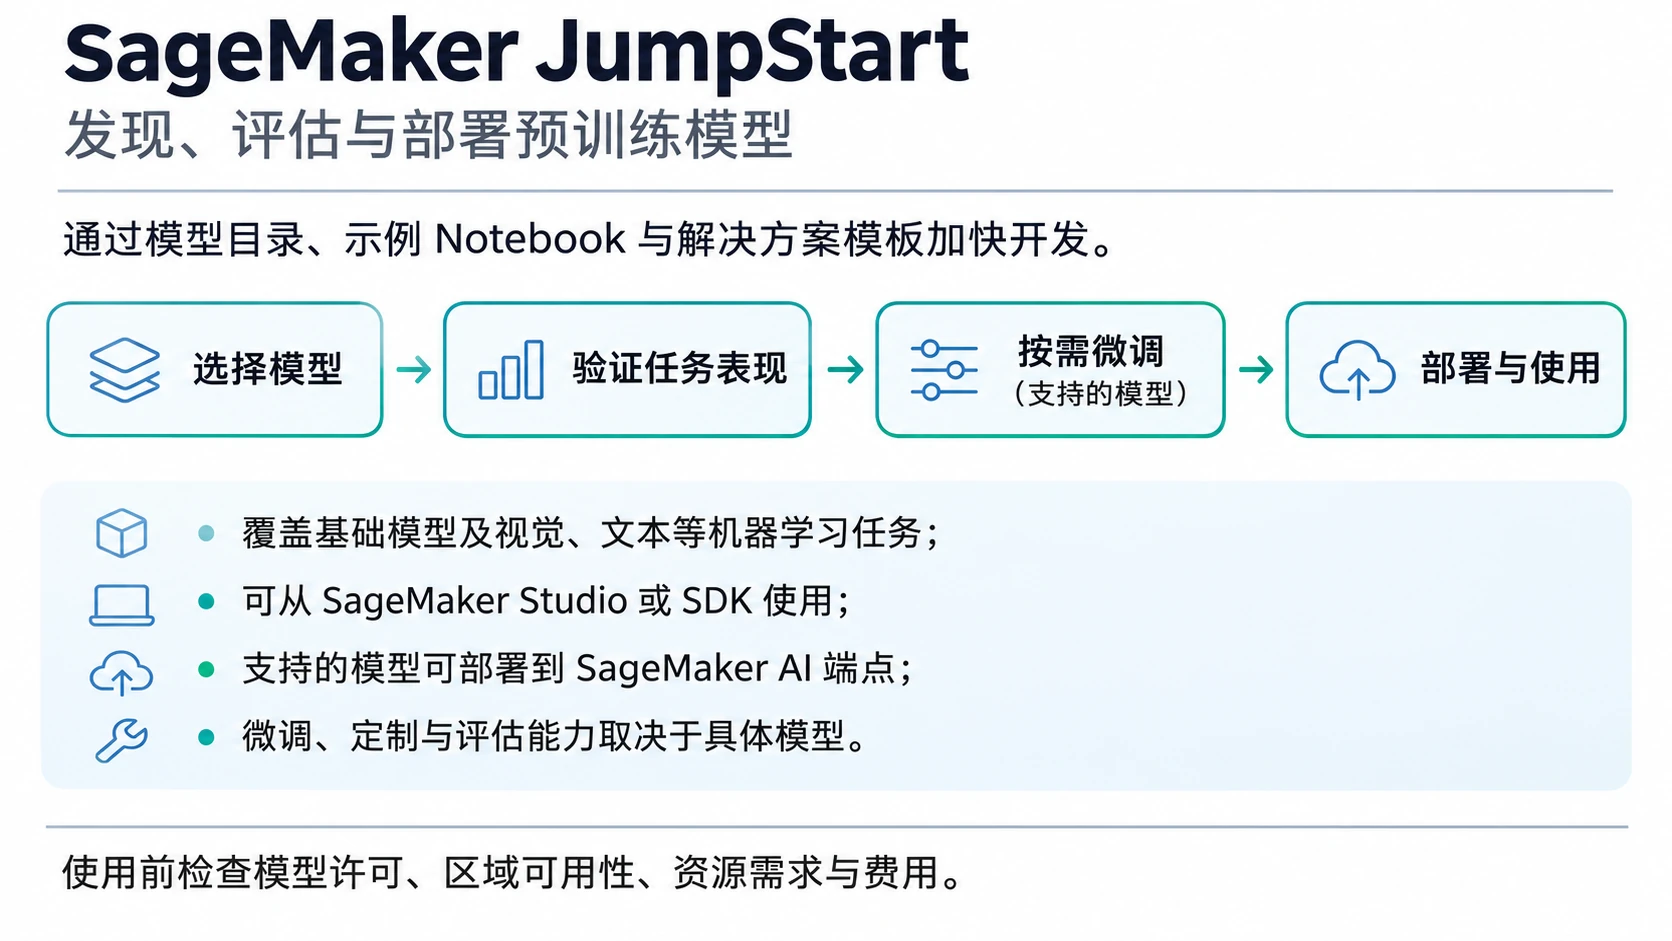 SageMaker JumpStart
发现、评估与部署预训练模型
通过模型目录、示例 Notebook 与解决方案模板加快开发。
选择模型
验证任务表现
按需微调
（支持的模型）
部署与使用
覆盖基础模型及视觉、文本等机器学习任务；
可从 SageMaker Studio 或 SDK 使用；
支持的模型可部署到 SageMaker AI 端点；
微调、定制与评估能力取决于具体模型。
使用前检查模型许可、区域可用性、资源需求与费用。